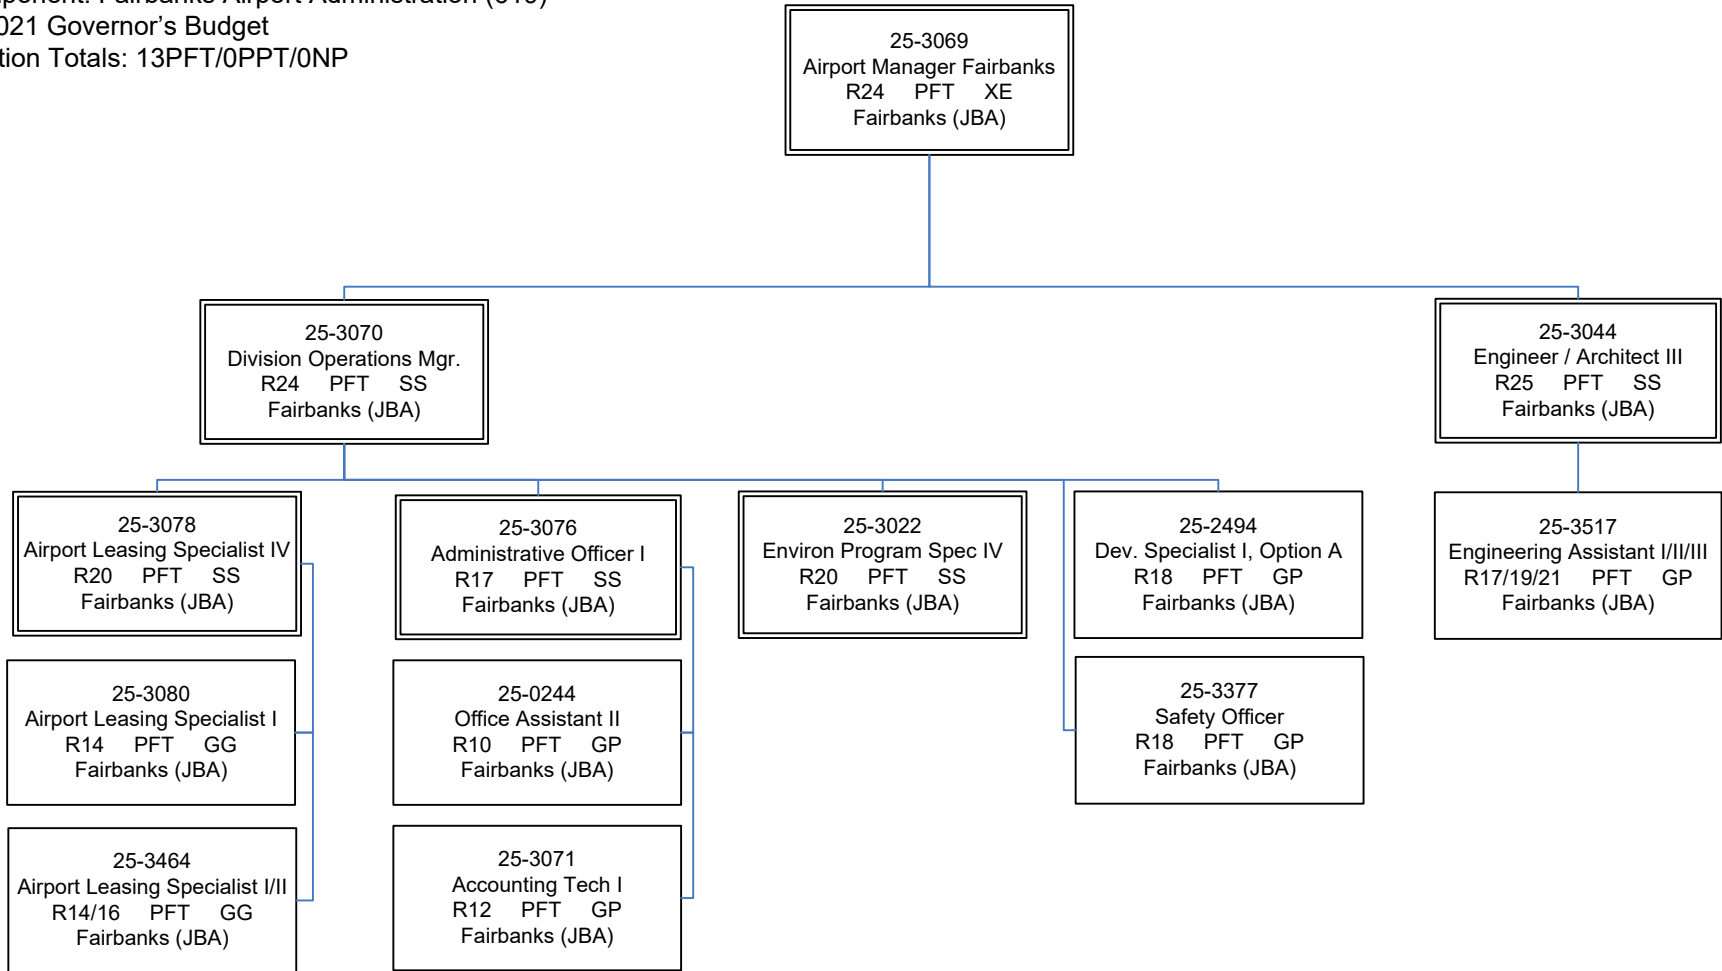 021 Governor's Budget
tion Totals: 13PFT/0PPT/0NP
25-3069
Airport Manager Fairbanks
R24 PFT XE
Fairbanks (JBA)
25-3070
Division Operations Mgr.
R24 PFT SS
Fairbanks (JBA)
25-3044
Engineer / Architect III
R25 PFT SS
Fairbanks (JBA)
25-3078
Airport Leasing Specialist IV
R20 PFT SS
Fairbanks (JBA)
25-3076
Administrative Officer I
R17 PFT SS
Fairbanks (JBA)
25-3022
Environ Program Spec IV
R20 PFT SS
Fairbanks (JBA)
25-2494
Dev. Specialist I, Option A
R18 PFT GP
Fairbanks (JBA)
25-3517
Engineering Assistant I/II/III
R17/19/21 PFT GP
Fairbanks (JBA)
25-3080
Airport Leasing Specialist I
R14 PFT GG
Fairbanks (JBA)
25-0244
Office Assistant II
R10 PFT GP
Fairbanks (JBA)
25-3377
Safety Officer
R18 PFT GP
Fairbanks (JBA)
25-3464
Airport Leasing Specialist I/II
R14/16 PFT GG
Fairbanks (JBA)
25-3071
Accounting Tech I
R12 PFT GP
Fairbanks (JBA)